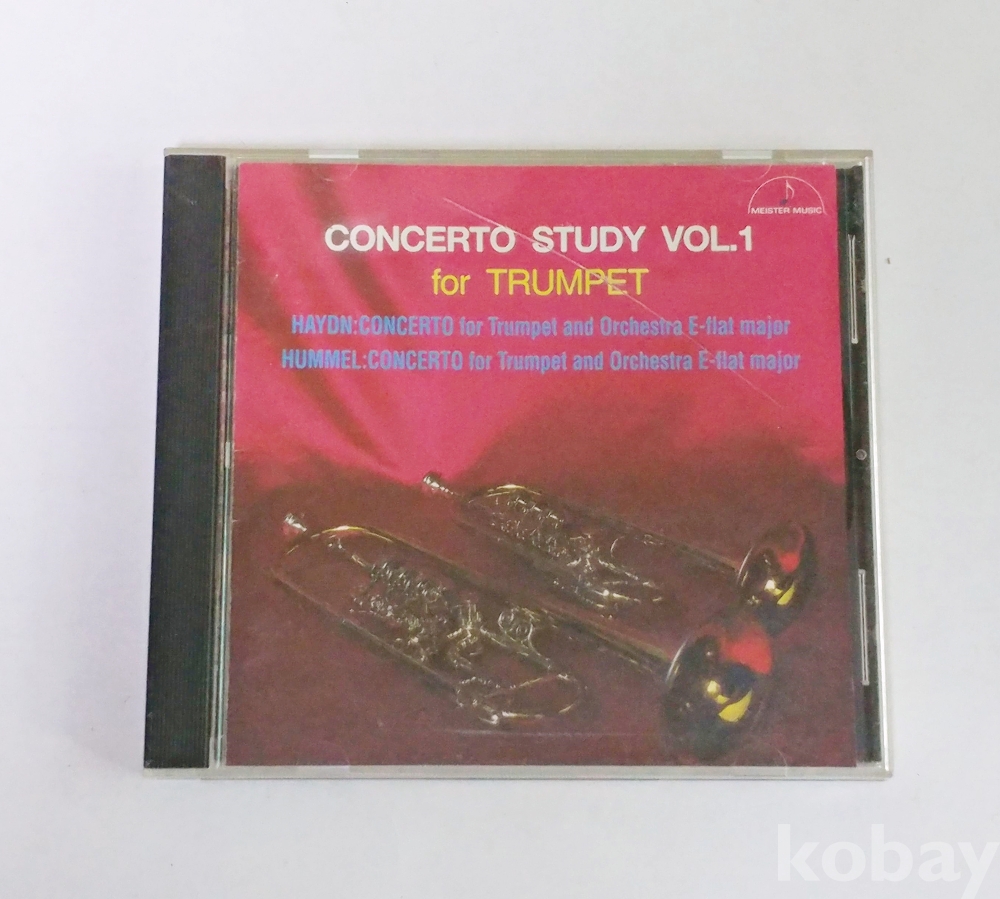 MEISTER MUSIC
CONCERTO STUDY VOL.1
for TRUMPET
HAYDN:CONCERTO for Trumpet and Orchestra E-flat major
HUMMEL:CONCERTO for Trumpet and Orchestra E-flat major
kobay